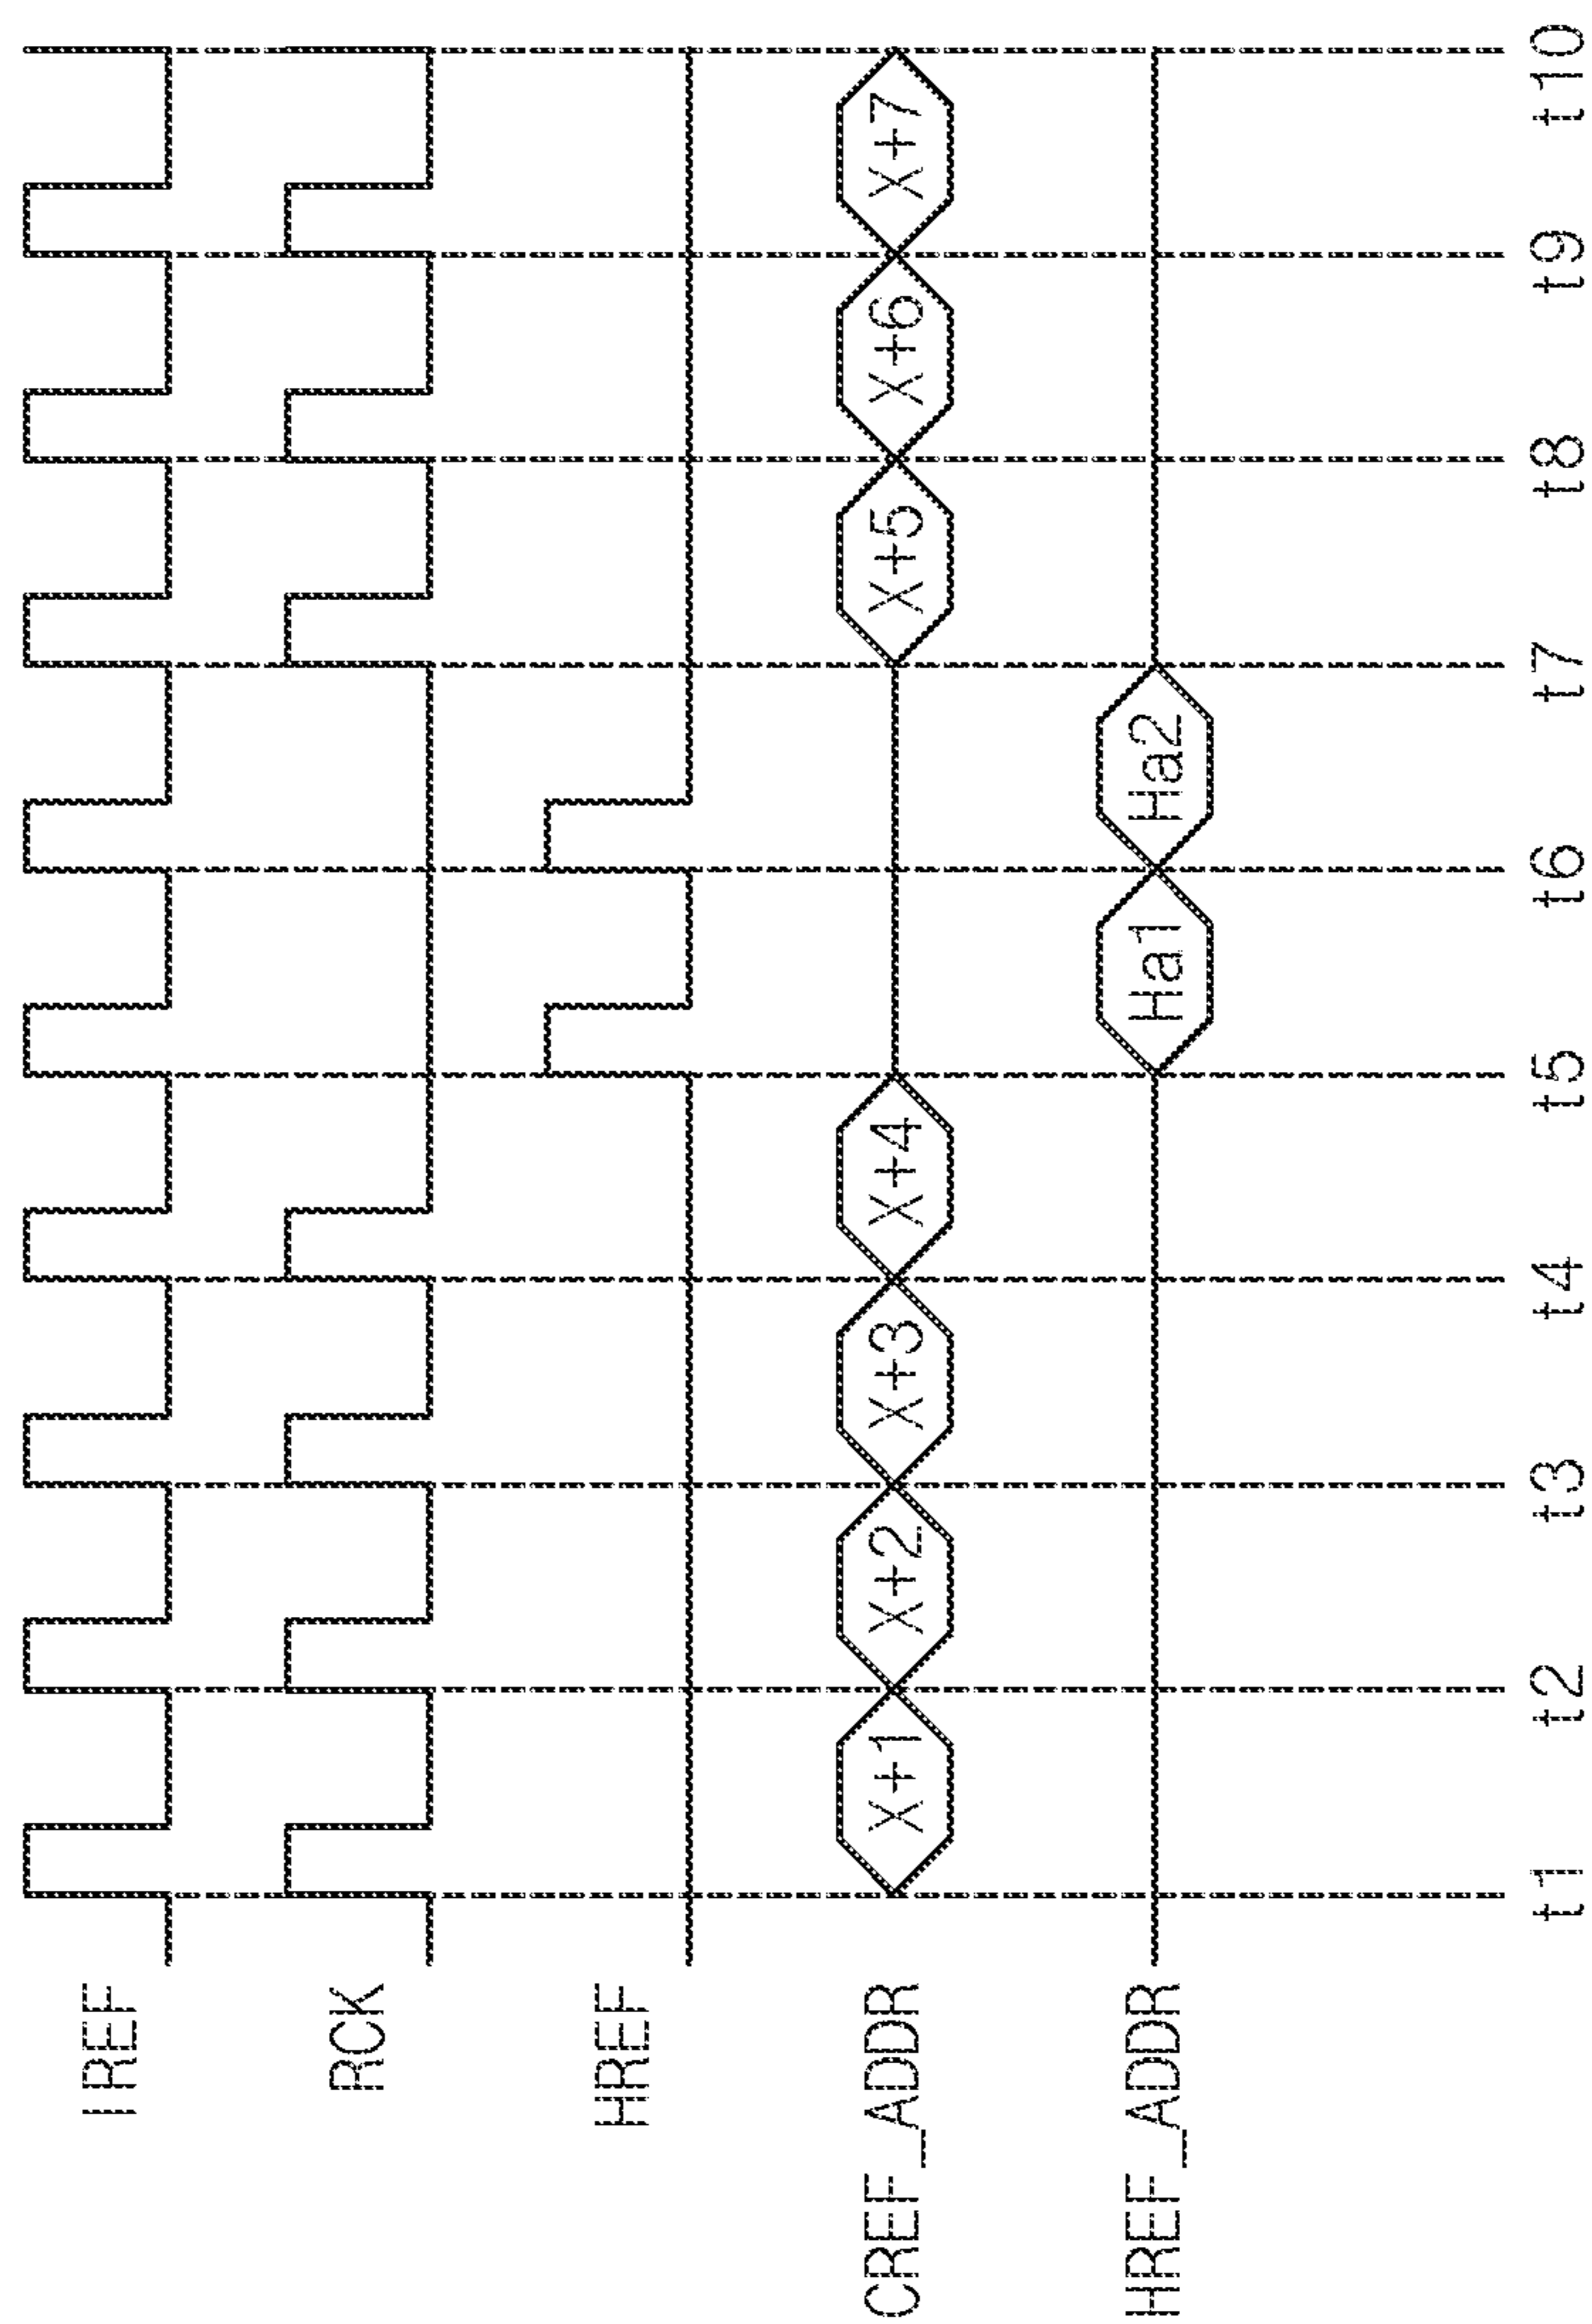 IREF
RCK
HREF
CREF_ADDR X+1 X+2 X+3 X+4 X+5 X+6 X+7
HREF_ADDR Ha1 Ha2
t1 t2 t3 t4 t5 t6 t7 t8 t9 t10